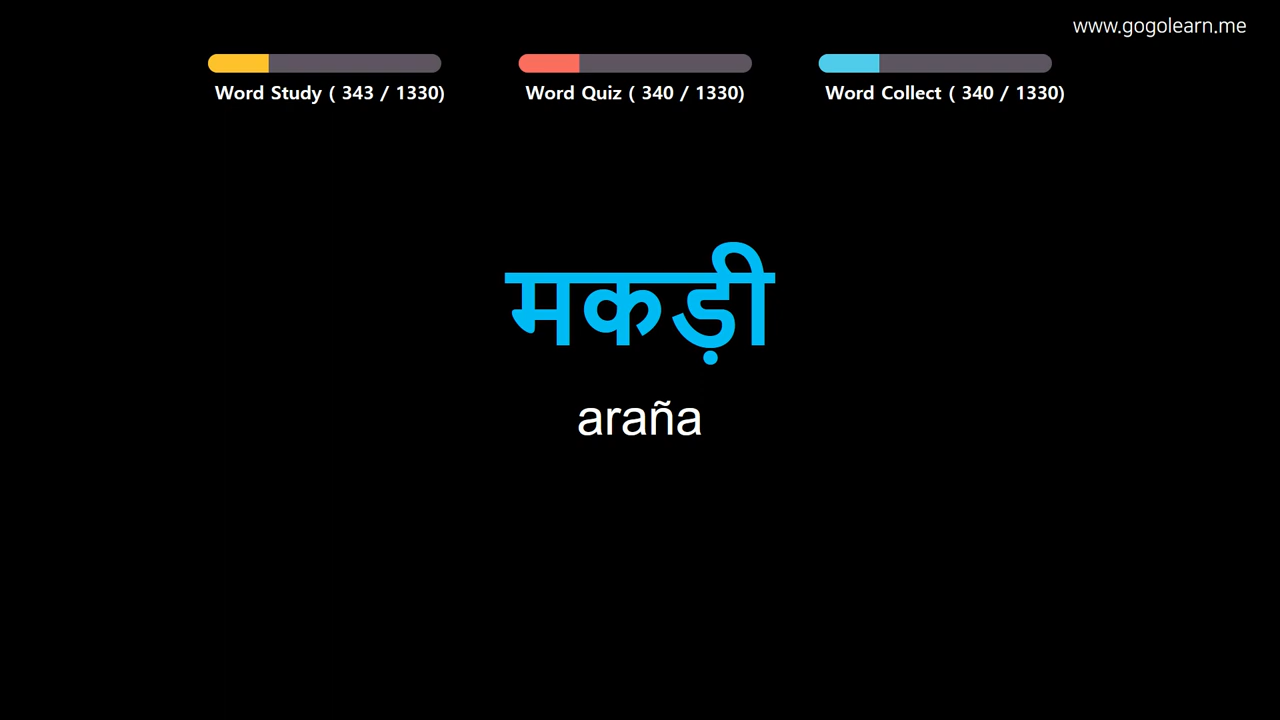 www.gogolearn.me
Word Study ( 343 / 1330)
Word Quiz ( 340 / 1330)
Word Collect ( 340 / 1330)
मकड़ी
araña